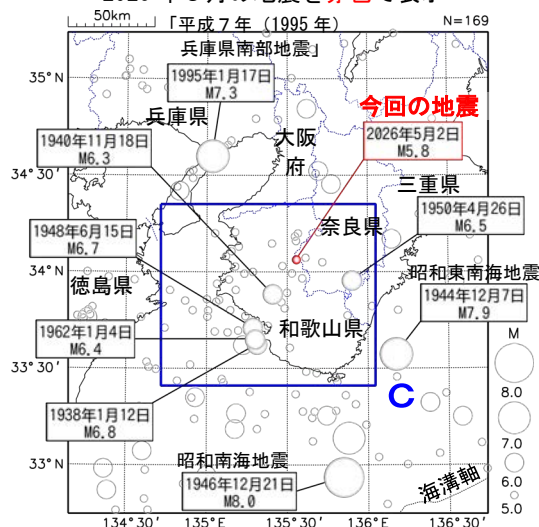 50km
「平成７年（1995年）
兵庫県南部地震」
N=169
35°N
1995年1月17日
M7.3
兵庫県
今回の地震
1940年11月18日
M6.3
大阪
府
2026年5月2日
M5.8
34°30′
三重県
奈良県
1950年4月26日
M6.5
1948年6月15日
M6.7
34°N
徳島県
昭和東南海地震
1944年12月7日
M7.9
和歌山県
1962年1月4日
M6.4
M
33°30′
C
8.0
1938年1月12日
M6.8
7.0
昭和南海地震
33°N
1946年12月21日
M8.0
6.0
海溝軸
5.0
134°30′
135°E
135°30′
136°E
136°30′